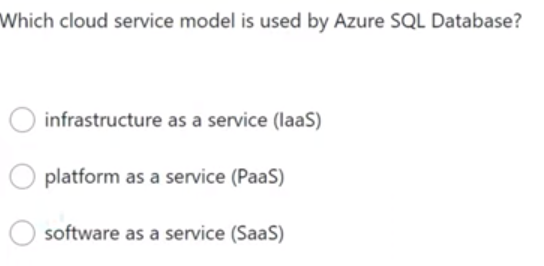 Which cloud service model is used by Azure SQL Database?
infrastructure as a service (IaaS)
platform as a service (PaaS)
software as a service (SaaS)